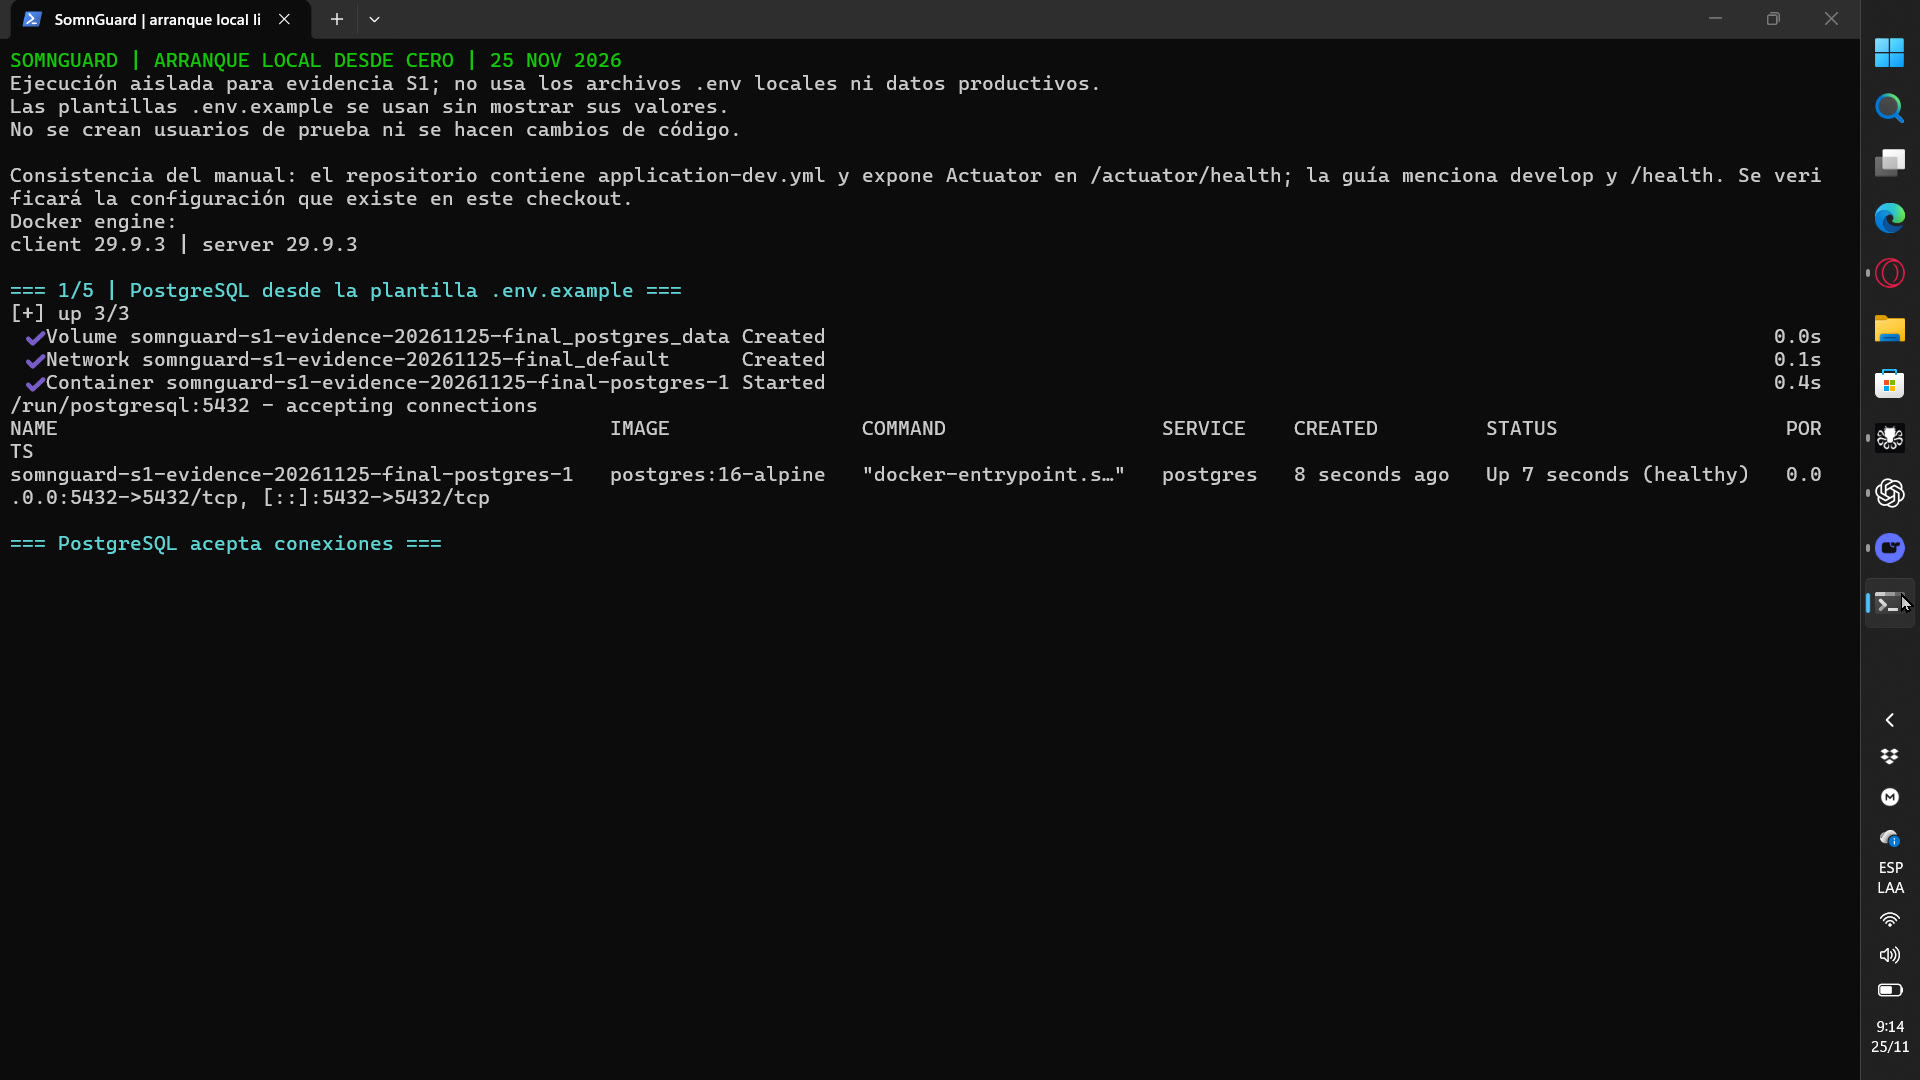 SomnGuard | arranque local li
SOMNGUARD | ARRANQUE LOCAL DESDE CERO | 25 NOV 2026
Ejecución aislada para evidencia S1; no usa los archivos .env locales ni datos productivos.
Las plantillas .env.example se usan sin mostrar sus valores.
No se crean usuarios de prueba ni se hacen cambios de código.
Consistencia del manual: el repositorio contiene application-dev.yml y expone Actuator en /actuator/health; la guía menciona develop y /health. Se veri
ficará la configuración que existe en este checkout.
Docker engine:
client 29.9.3 | server 29.9.3
=== 1/5 | PostgreSQL desde la plantilla .env.example ===
[+] up 3/3
Volume somnguard-s1-evidence-20261125-final_postgres_data Created 0.0s
Network somnguard-s1-evidence-20261125-final_default Created 0.1s
Container somnguard-s1-evidence-20261125-final-postgres-1 Started 0.4s
/run/postgresql:5432 - accepting connections
NAME IMAGE COMMAND SERVICE CREATED STATUS POR
TS
somnguard-s1-evidence-20261125-final-postgres-1 postgres:16-alpine "docker-entrypoint.s…" postgres 8 seconds ago Up 7 seconds (healthy) 0.0
.0.0:5432->5432/tcp, [::]:5432->5432/tcp
=== PostgreSQL acepta conexiones ===
ESP
LAA
9:14
25/11